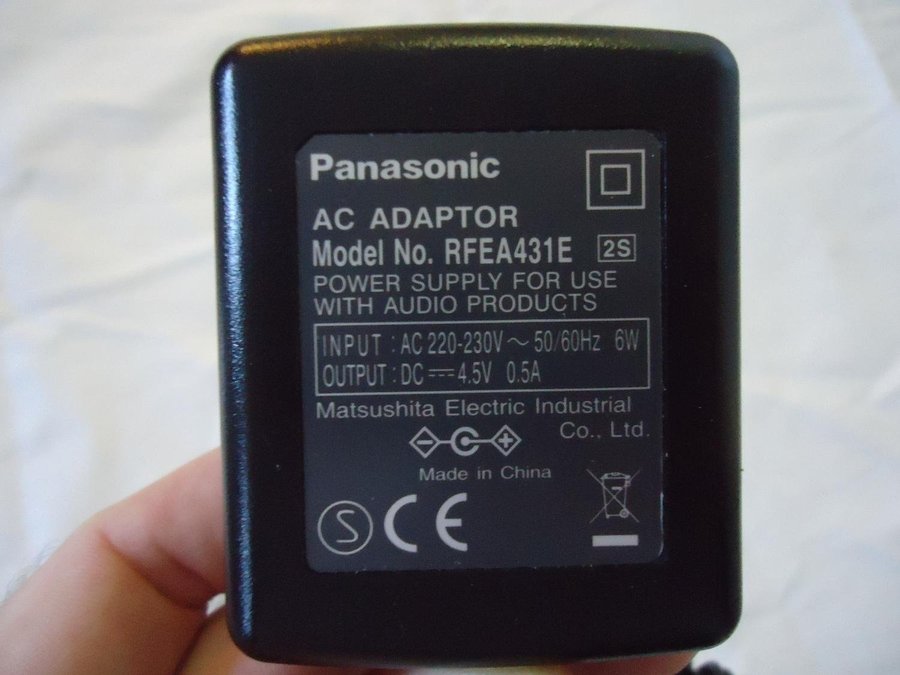 Panasonic
AC ADAPTOR
Model No. RFEA431E 2S
POWER SUPPLY FOR USE
WITH AUDIO PRODUCTS
INPUT : AC 220-230V ~ 50/60Hz 6W
OUTPUT : DC ⎓ 4.5V 0.5A
Matsushita Electric Industrial
Co., Ltd.
Made in China
S CE